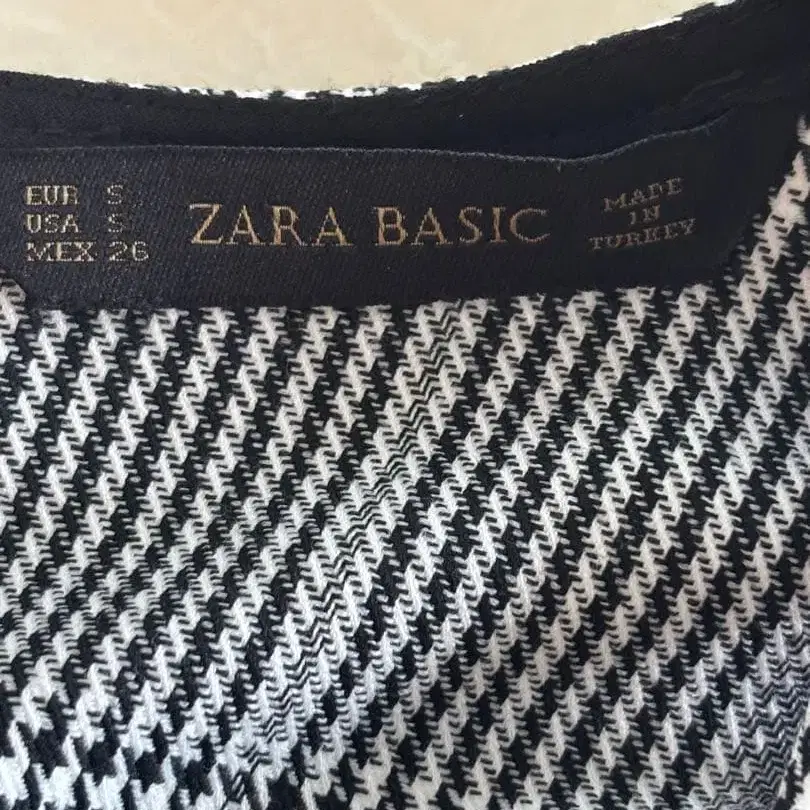 EUR S
USA S
MEX 26
ZARA BASIC
MADE
IN
TURKEY